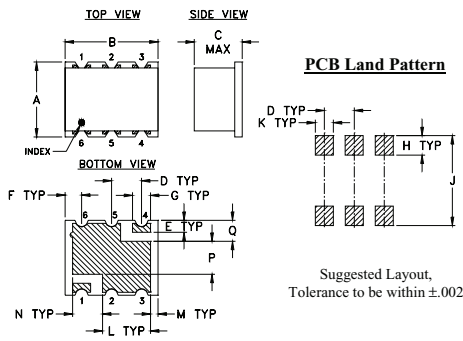 TOP VIEW
SIDE VIEW
B
C
MAX
1 2 3
A
6 5 4
INDEX
PCB Land Pattern
D TYP
K TYP
H TYP
J
BOTTOM VIEW
F TYP
D TYP
G TYP
6 5 4
E TYP
Q
P
1 2 3
N TYP
M TYP
L TYP
Suggested Layout,
Tolerance to be within ±.002